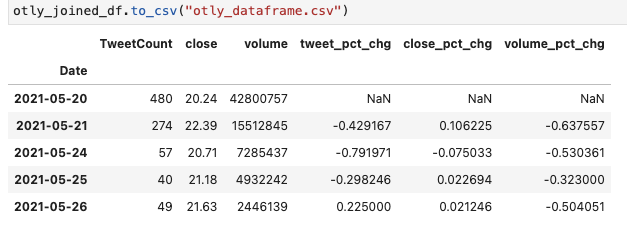 otly_joined_df.to_csv("otly_dataframe.csv")
TweetCount close volume tweet_pct_chg close_pct_chg volume_pct_chg
Date
2021-05-20 480 20.24 42800757 NaN NaN NaN
2021-05-21 274 22.39 15512845 -0.429167 0.106225 -0.637557
2021-05-24 57 20.71 7285437 -0.791971 -0.075033 -0.530361
2021-05-25 40 21.18 4932242 -0.298246 0.022694 -0.323000
2021-05-26 49 21.63 2446139 0.225000 0.021246 -0.504051